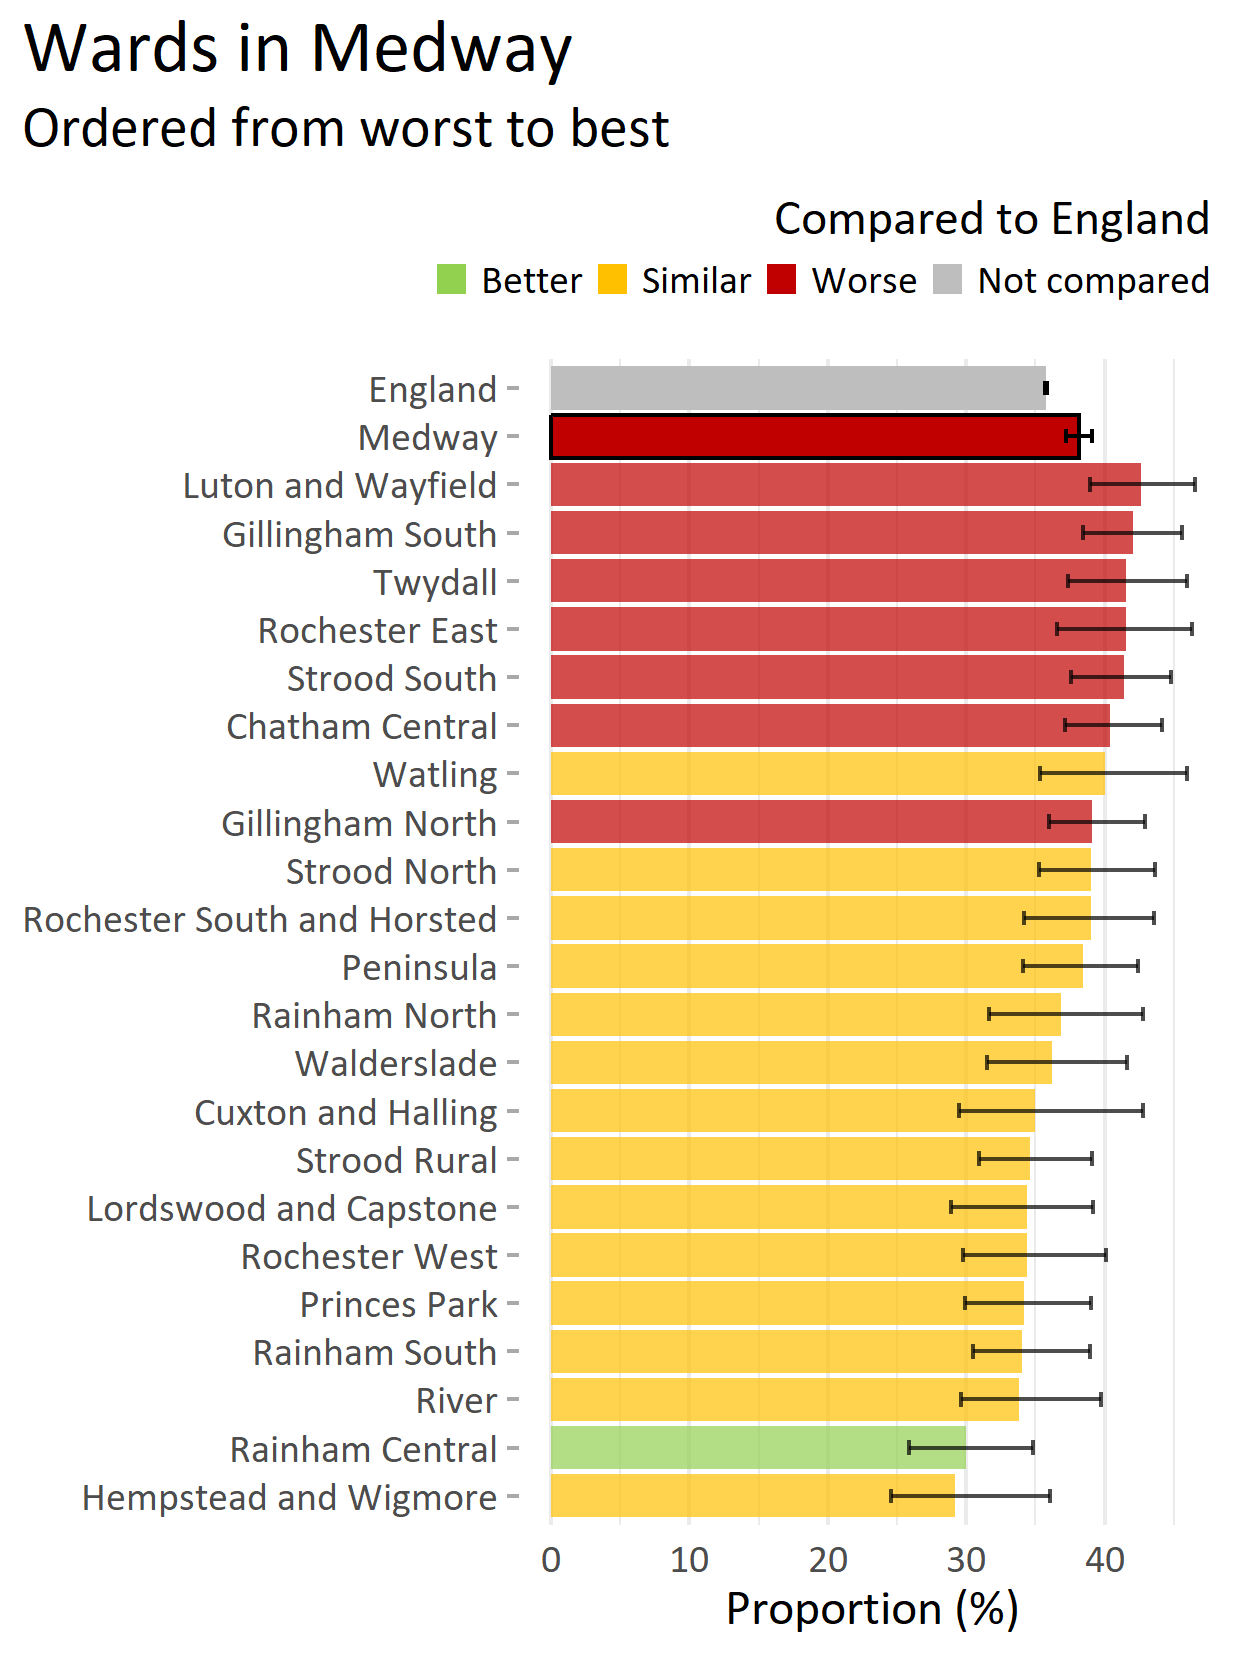 Wards in Medway
Ordered from worst to best
Compared to England
Better Similar Worse Not compared
England
Medway
Luton and Wayfield
Gillingham South
Twydall
Rochester East
Strood South
Chatham Central
Watling
Gillingham North
Strood North
Rochester South and Horsted
Peninsula
Rainham North
Walderslade
Cuxton and Halling
Strood Rural
Lordswood and Capstone
Rochester West
Princes Park
Rainham South
River
Rainham Central
Hempstead and Wigmore
0 10 20 30 40
Proportion (%)